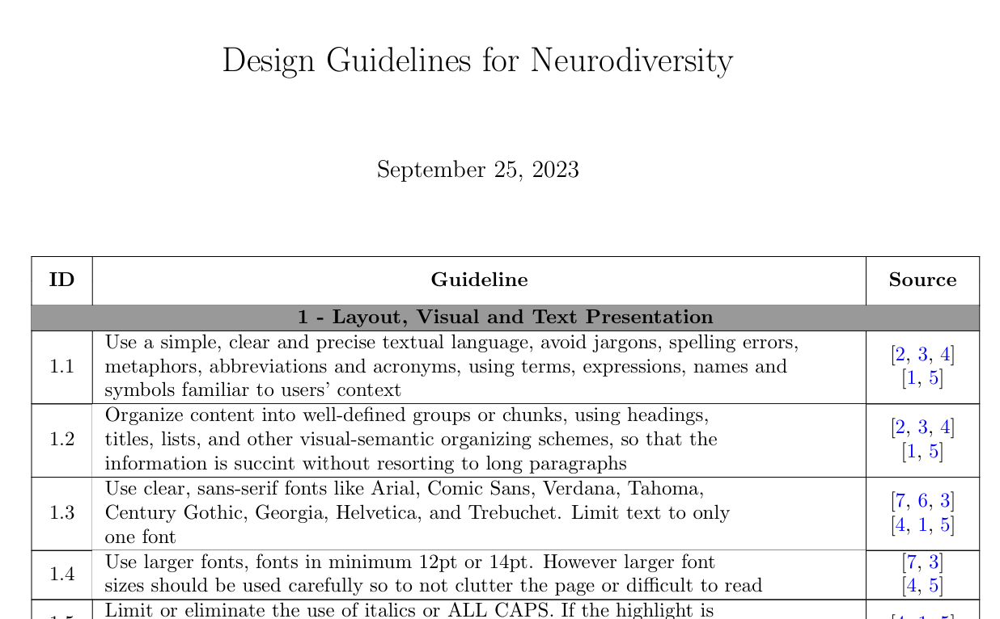 Design Guidelines for Neurodiversity
September 25, 2023
ID Guideline Source
1 - Layout, Visual and Text Presentation
1.1
Use a simple, clear and precise textual language, avoid jargons, spelling errors,
metaphors, abbreviations and acronyms, using terms, expressions, names and
symbols familiar to users' context
[2, 3, 4]
[1, 5]
1.2
Organize content into well-defined groups or chunks, using headings,
titles, lists, and other visual-semantic organizing schemes, so that the
information is succint without resorting to long paragraphs
[2, 3, 4]
[1, 5]
1.3
Use clear, sans-serif fonts like Arial, Comic Sans, Verdana, Tahoma,
Century Gothic, Georgia, Helvetica, and Trebuchet. Limit text to only
one font
[7, 6, 3]
[4, 1, 5]
1.4
Use larger fonts, fonts in minimum 12pt or 14pt. However larger font
sizes should be used carefully so to not clutter the page or difficult to read
[7, 3]
[4, 5]
Limit or eliminate the use of italics or ALL CAPS. If the highlight is